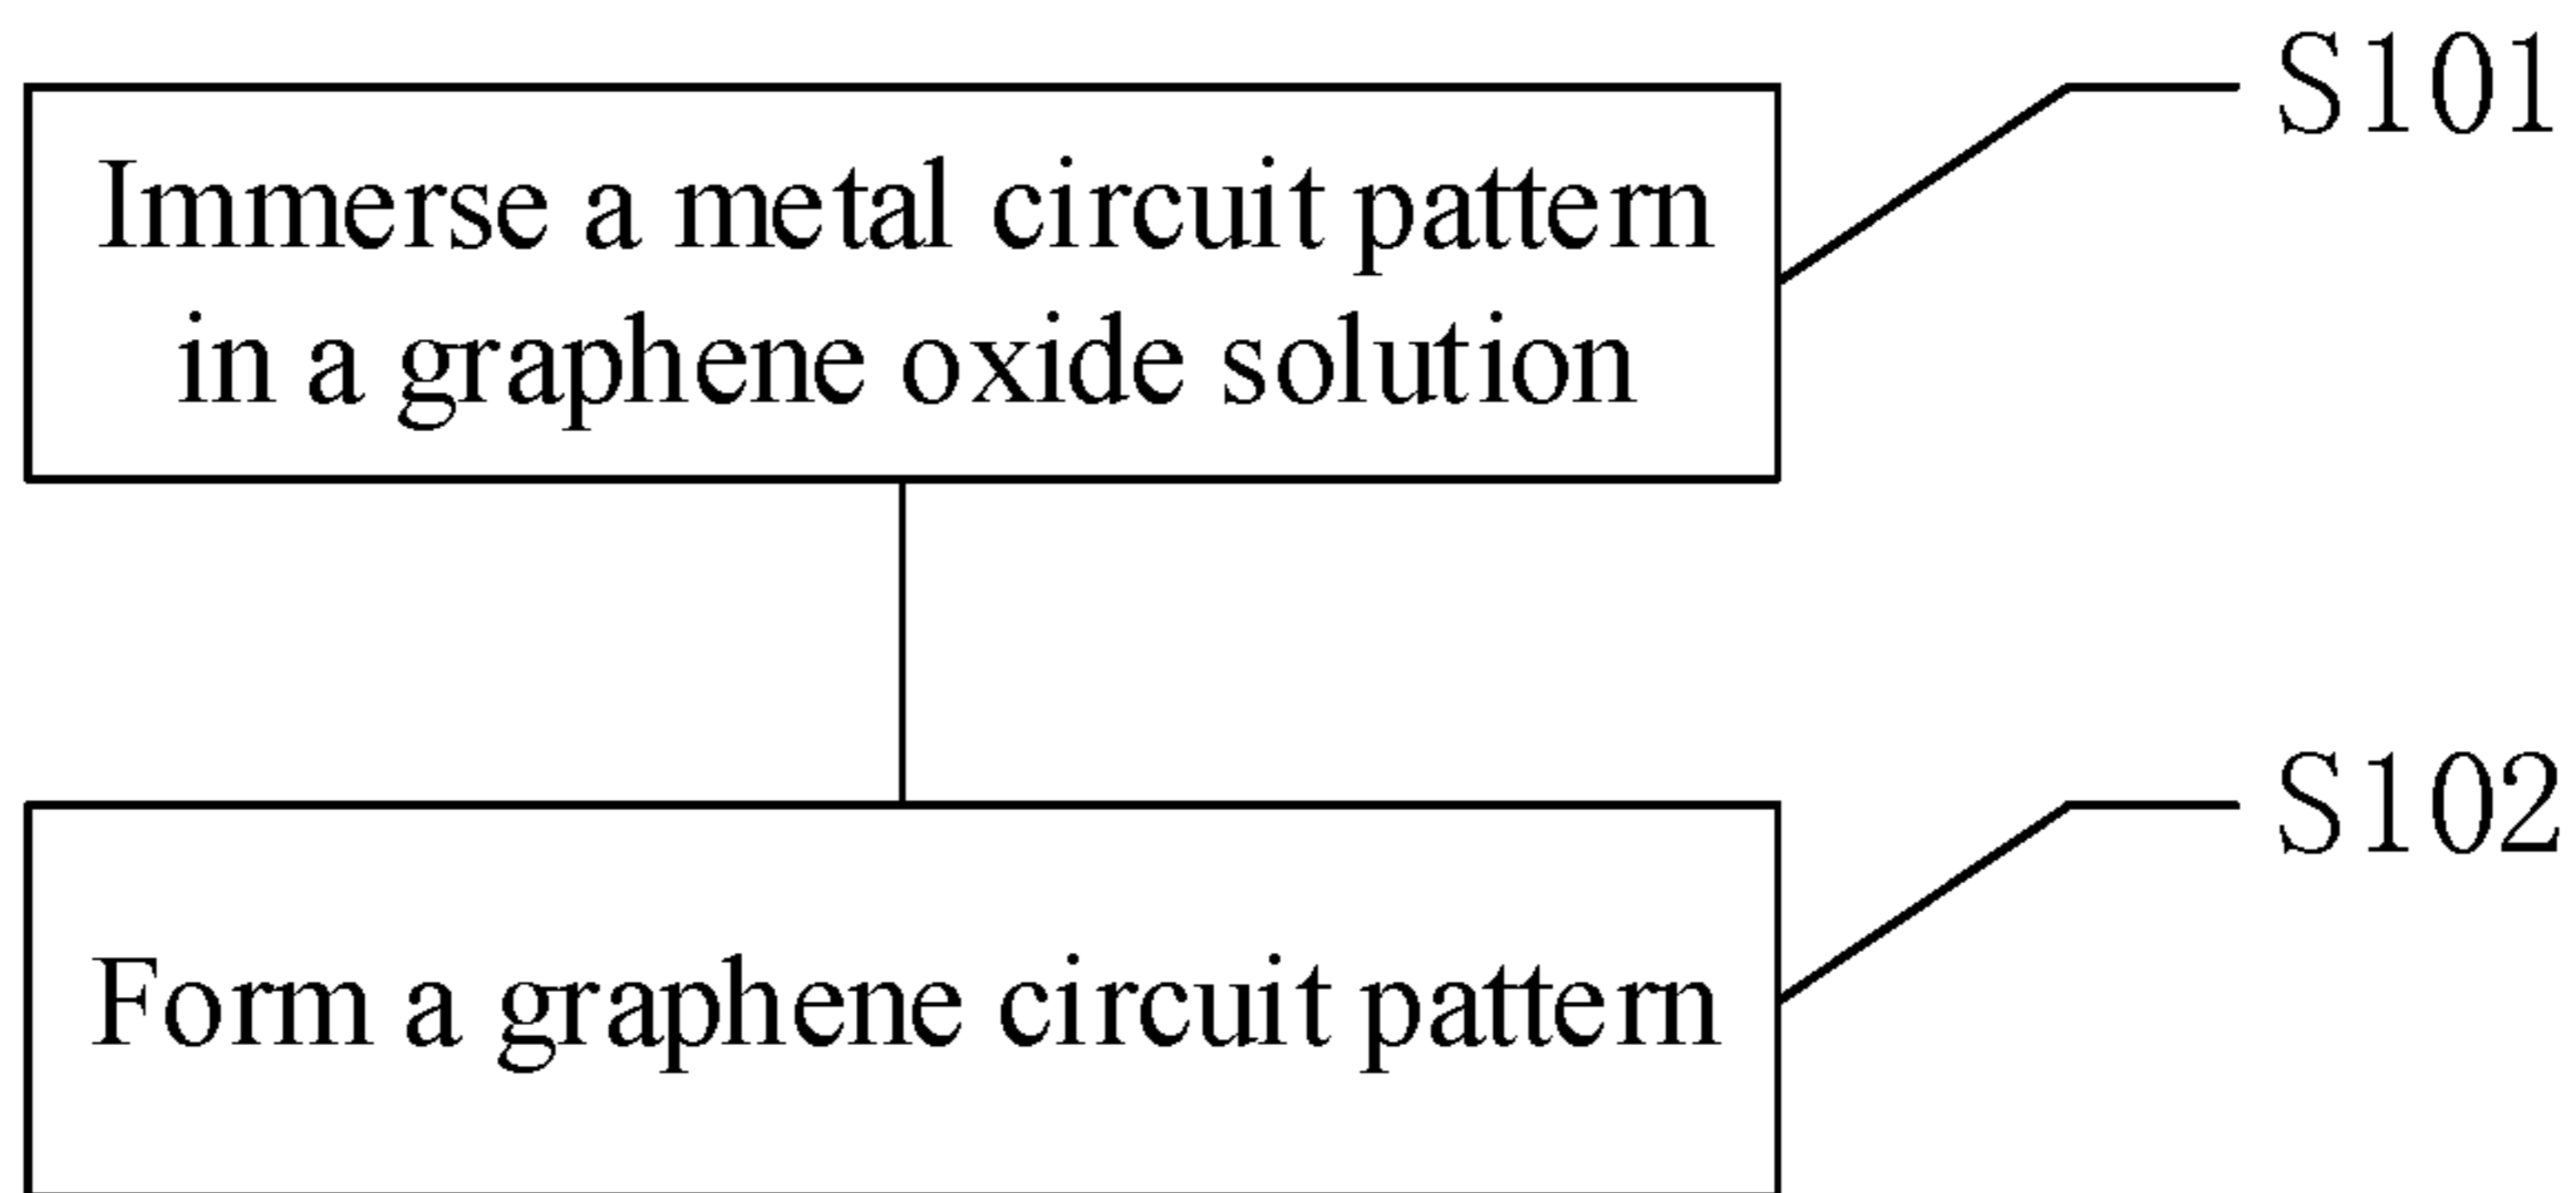 S101
Immerse a metal circuit pattern
in a graphene oxide solution
S102
Form a graphene circuit pattern